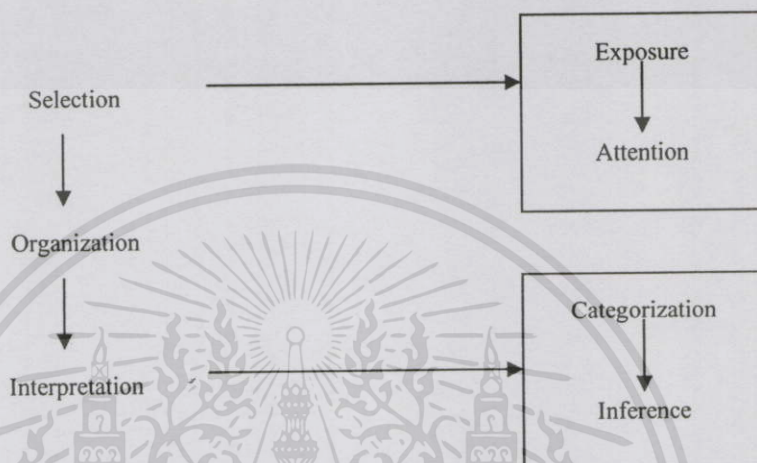 Selection
Organization
Interpretation
Exposure
Attention
Categorization
Inference